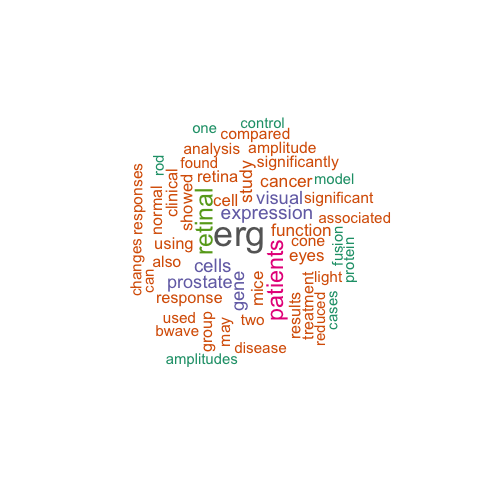 control
one
compared
analysis
amplitude
found
significantly
rod
retina
study
clinical
cancer
model
responses
normal
showed
cell
visual
significant
retinal
expression
associated
erg
function
using
cone
fusion
also
cells
patients
eyes
protein
changes
can
prostate
gene
mice
light
response
results
treatment
reduced
cases
used
group
may
two
bwave
disease
amplitudes